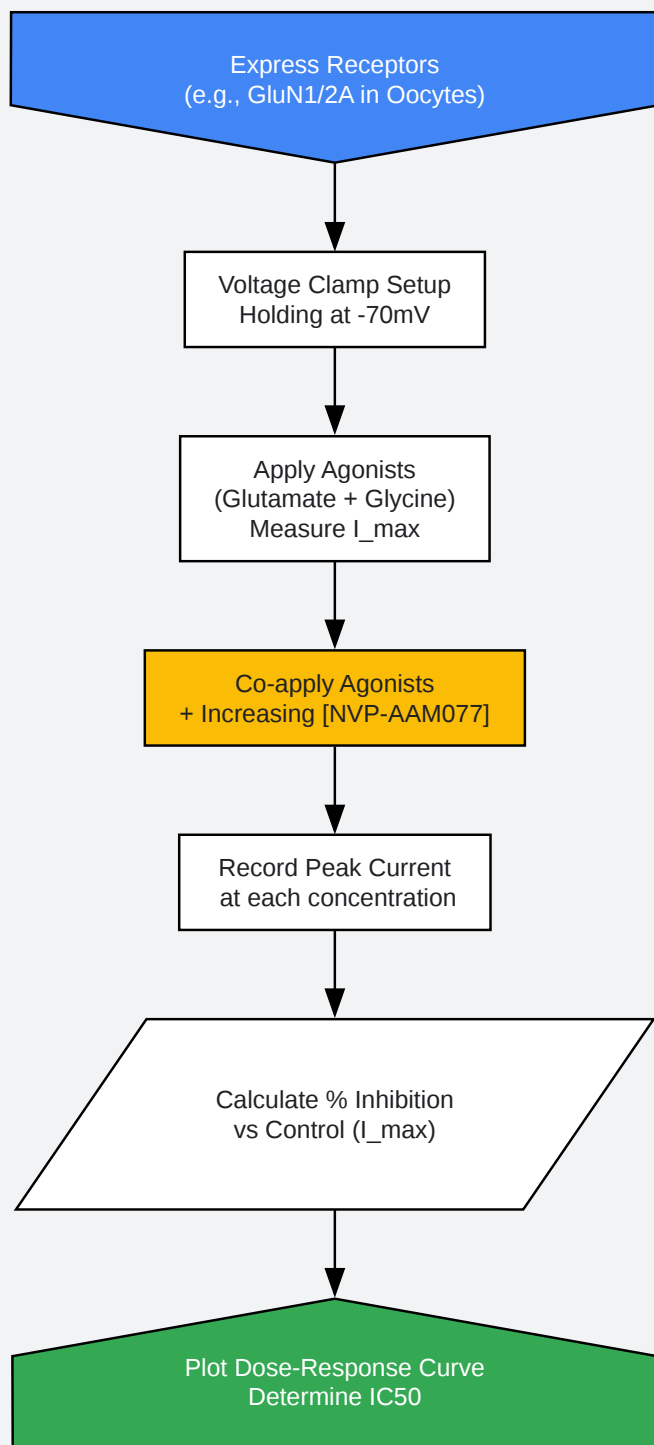 Express Receptors
(e.g., GluN1/2A in Oocytes)
Voltage Clamp Setup
Holding at -70mV
Apply Agonists
(Glutamate + Glycine)
Measure I_max
Co-apply Agonists
+ Increasing [NVP-AAM077]
Record Peak Current
at each concentration
Calculate % Inhibition
vs Control (I_max)
Plot Dose-Response Curve
Determine IC50